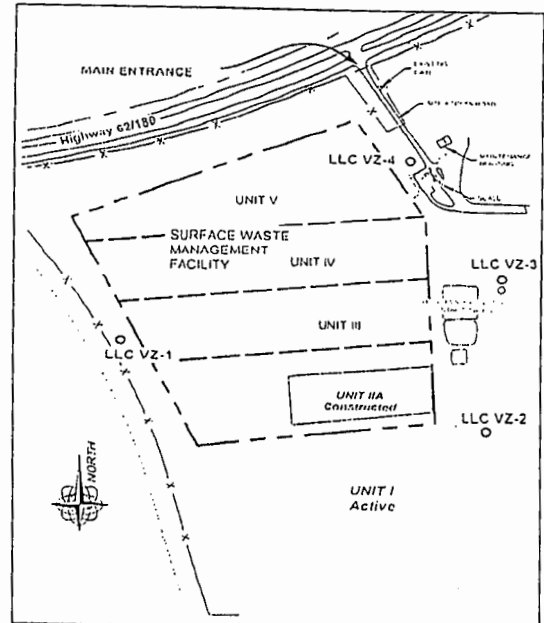 MAIN ENTRANCE
Highway 62/180
LLC VZ-4
UNIT V
SURFACE WASTE
MANAGEMENT
FACILITY
UNIT IV
LLC VZ-3
UNIT III
LLC VZ-1
UNIT IIA
Constructed
LLC VZ-2
NORTH
UNIT I
Active